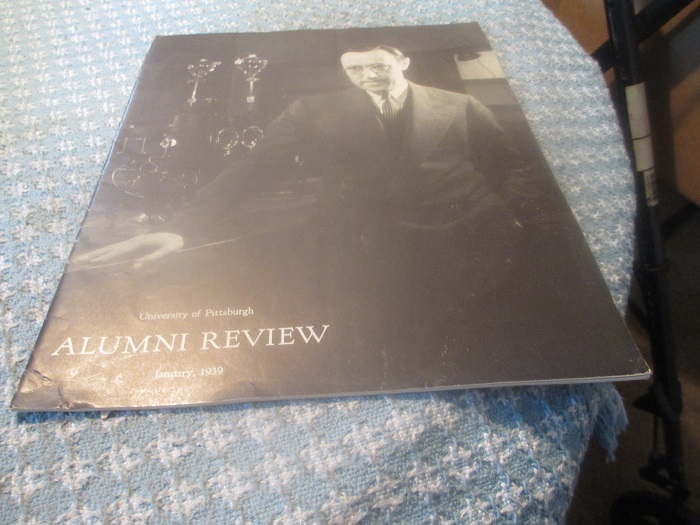 University of Pittsburgh
ALUMNI REVIEW
January, 1939